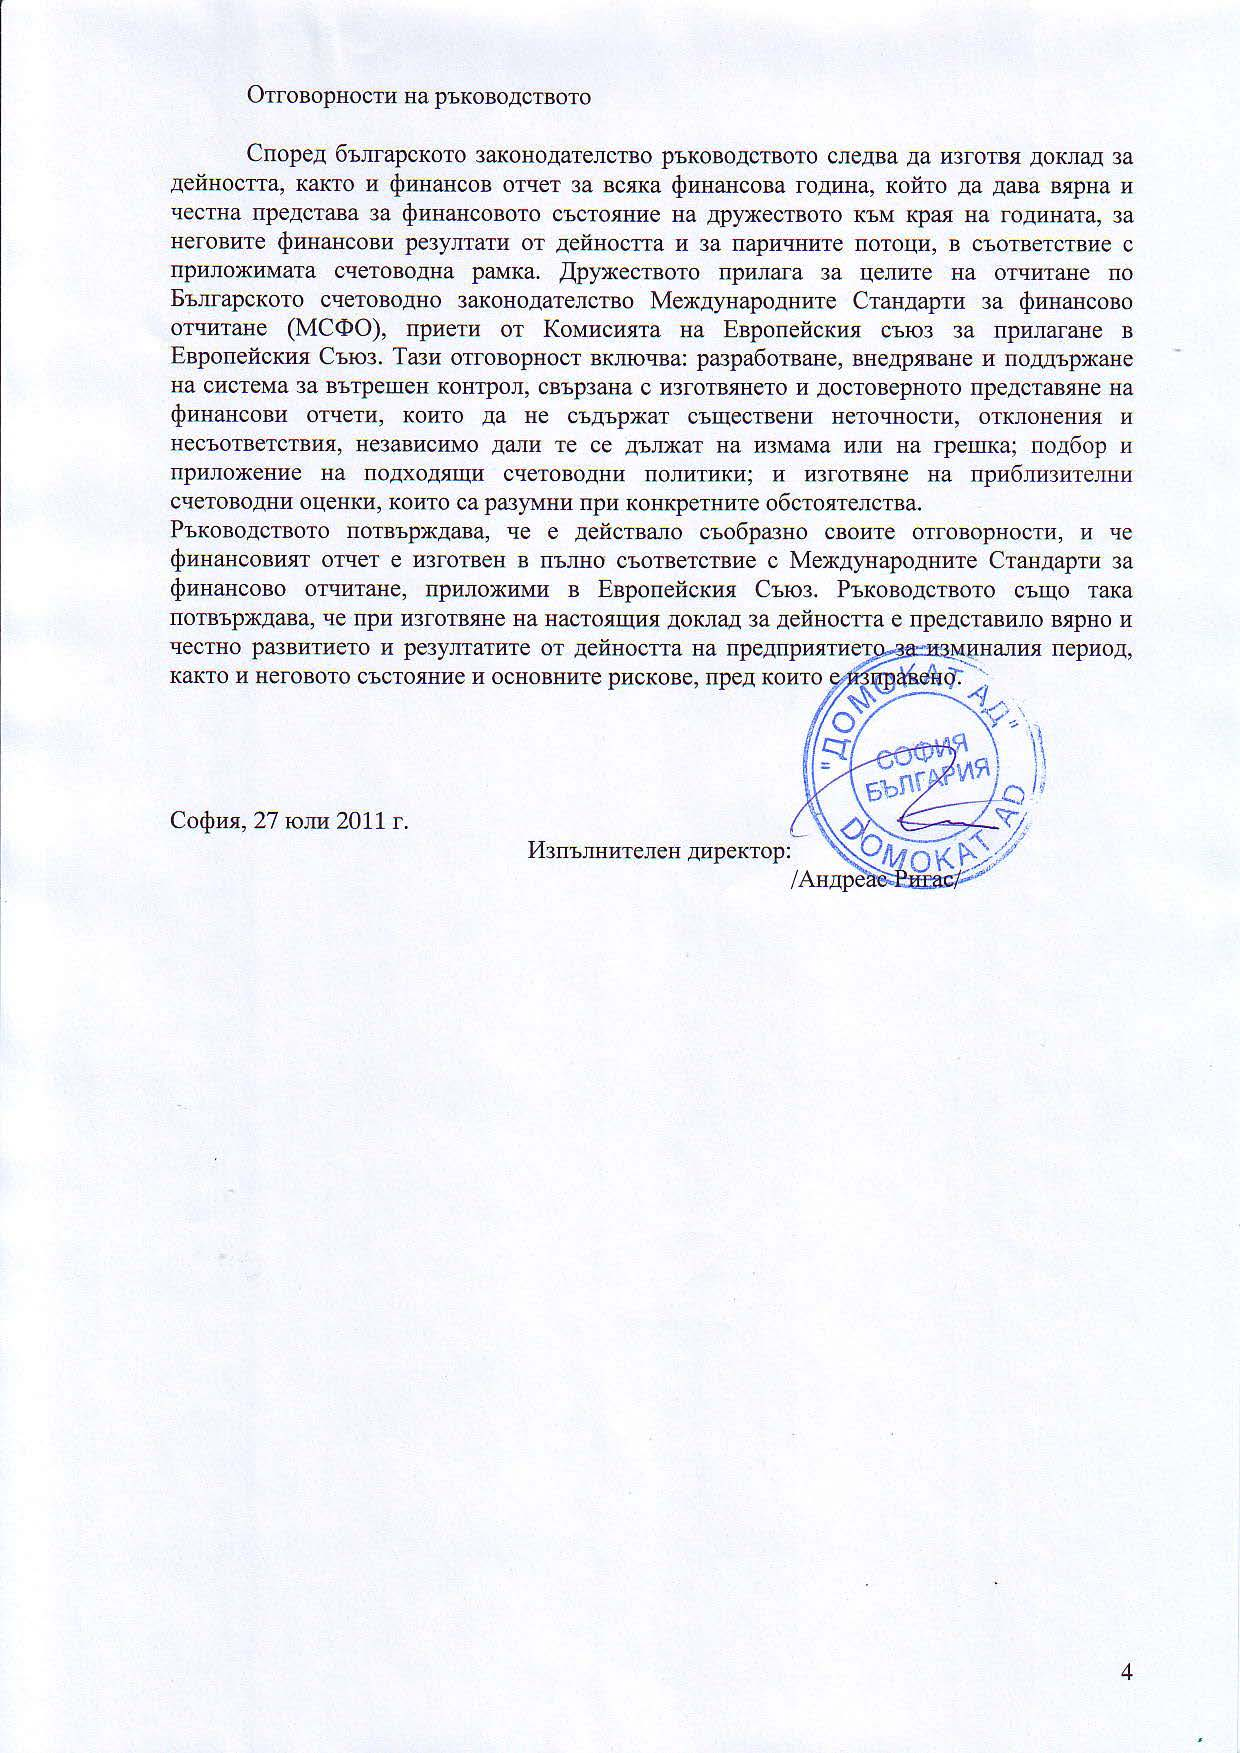 Отговорности на ръководството
Според българското законодателство ръководството следва да изготвя доклад за
дейността, както и финансов отчет за всяка финансова година, който да дава вярна и
честна представа за финансовото състояние на дружеството към края на годината, за
неговите финансови резултати от дейността и за паричните потоци, в съответствие с
приложимата счетоводна рамка. Дружеството прилага за целите на отчитане по
Българското счетоводно законодателство Международните Стандарти за финансово
отчитане (МСФО), приети от Комисията на Европейския съюз за прилагане в
Европейския Съюз. Тази отговорност включва: разработване, внедряване и поддържане
на система за вътрешен контрол, свързана с изготвянето и достоверното представяне на
финансови отчети, които да не съдържат съществени неточности, отклонения и
несъответствия, независимо дали те се дължат на измама или на грешка; подбор и
приложение на подходящи счетоводни политики; и изготвяне на приблизителни
счетоводни оценки, които са разумни при конкретните обстоятелства.
Ръководството потвърждава, че е действало съобразно своите отговорности, и че
финансовият отчет е изготвен в пълно съответствие с Международните Стандарти за
финансово отчитане, приложими в Европейския Съюз. Ръководството също така
потвърждава, че при изготвяне на настоящия доклад за дейността е представило вярно и
честно развитието и резултатите от дейността на предприятието за изминалия период,
както и неговото състояние и основните рискове, пред които е изправено.
"ДОМОКАТ АД"
СОФИЯ
БЪЛГАРИЯ
DOMOKAT AD
София, 27 юли 2011 г.
Изпълнителен директор:
/Андреас Ригас/
4